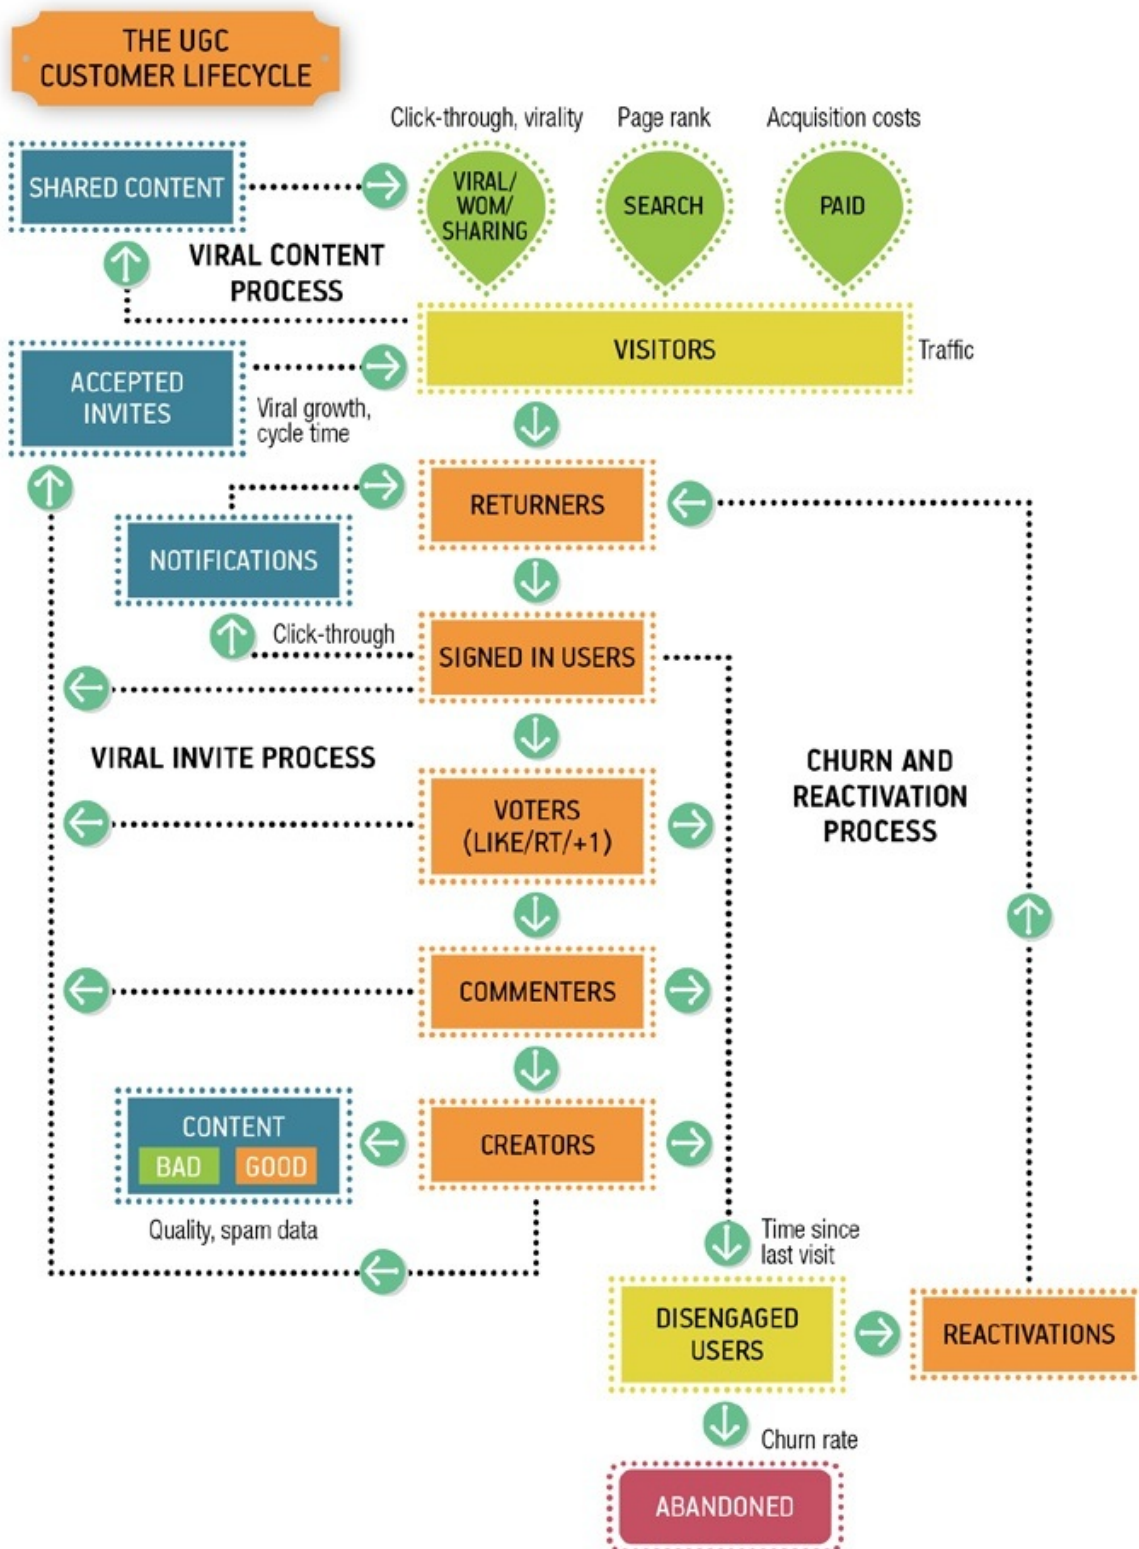 THE UGC
CUSTOMER LIFECYCLE
Click-through, virality
Page rank
Acquisition costs
SHARED CONTENT
VIRAL/
WOM/
SHARING
SEARCH
PAID
VIRAL CONTENT
PROCESS
VISITORS
Traffic
ACCEPTED
INVITES
Viral growth,
cycle time
RETURNERS
NOTIFICATIONS
Click-through
SIGNED IN USERS
VIRAL INVITE PROCESS
CHURN AND
REACTIVATION
PROCESS
VOTERS
(LIKE/RT/+1)
COMMENTERS
CONTENT
BAD
GOOD
CREATORS
Quality, spam data
Time since
last visit
DISENGAGED
USERS
REACTIVATIONS
Churn rate
ABANDONED